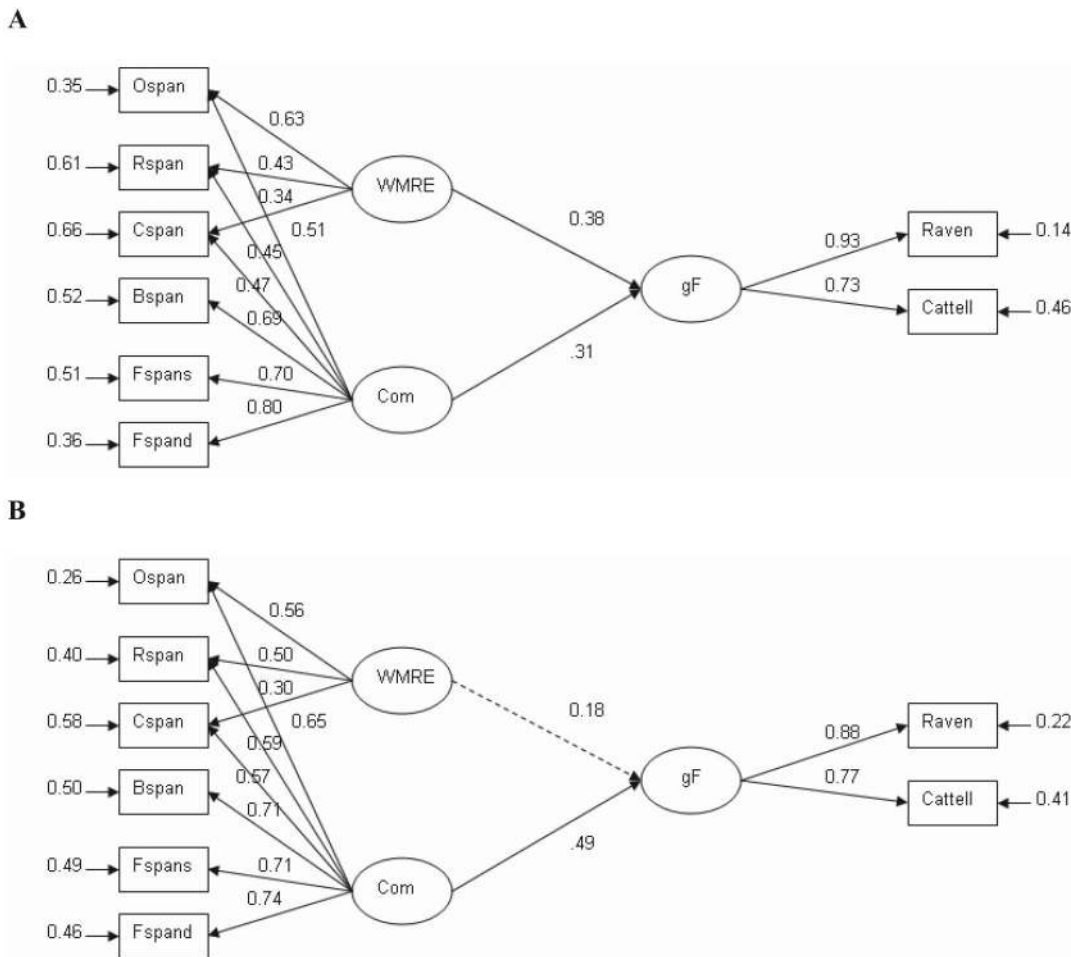 A
0.35 Ospan
0.63
0.61 Rspan 0.43 WMRE
0.34
0.66 Cspan 0.51 0.38
0.45 0.93 Raven 0.14
0.47 gF
0.52 Bspan 0.69 0.73 Cattell 0.46
.31
0.51 Fspans 0.70 Com
0.80
0.36 Fspand
B
0.26 Ospan
0.56
0.40 Rspan 0.50 WMRE
0.30
0.58 Cspan 0.65 0.18
0.59 0.88 Raven 0.22
0.57 gF
0.50 Bspan 0.71 0.77 Cattell 0.41
.49
0.49 Fspans 0.71 Com
0.74
0.46 Fspand